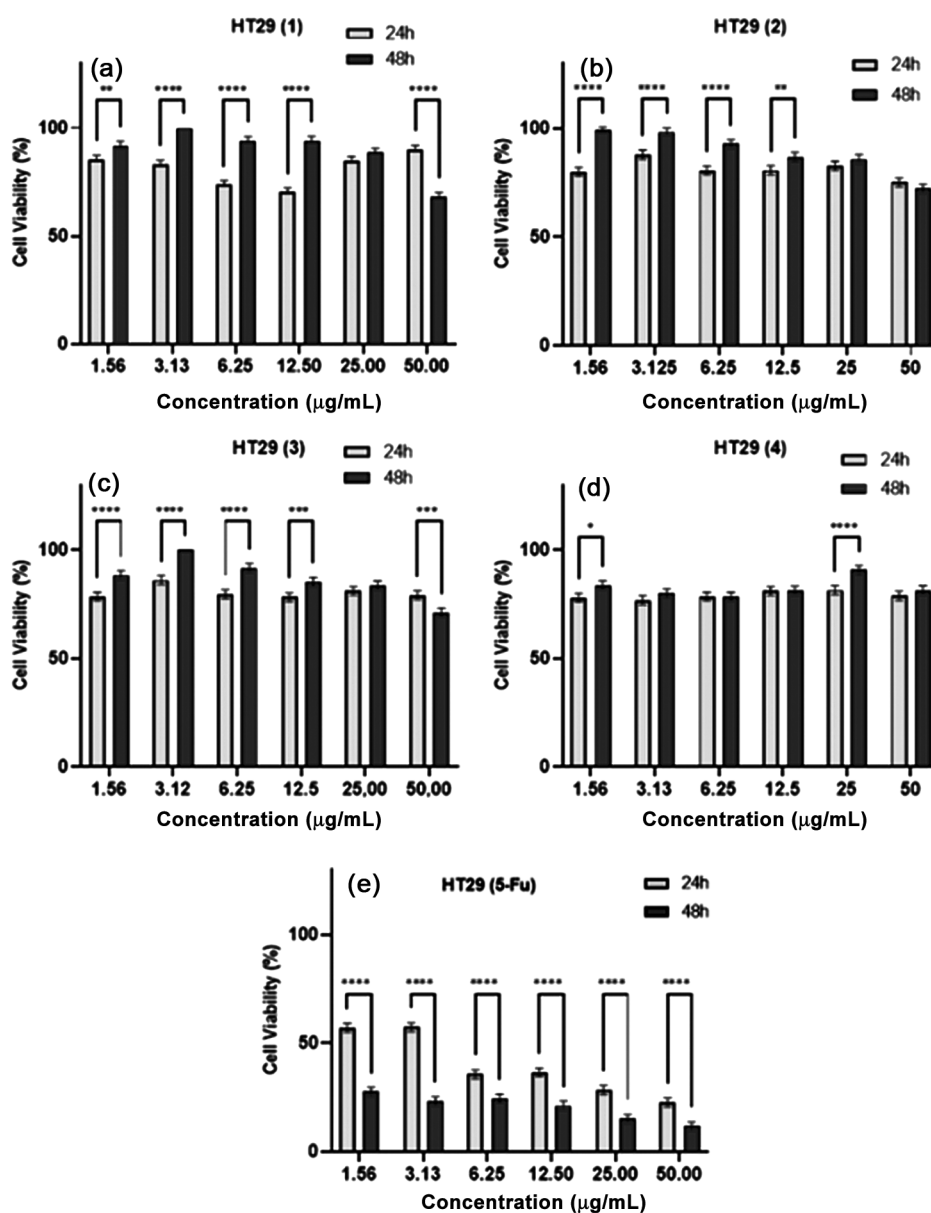 HT29 (1)
24h
48h
(a)
** **** **** **** ****
Cell Viability (%)
100
50
0
1.56 3.13 6.25 12.50 25.00 50.00
Concentration (μg/mL)
HT29 (2)
24h
48h
(b)
**** **** **** **
Cell Viability (%)
100
50
0
1.56 3.125 6.25 12.5 25 50
Concentration (μg/mL)
HT29 (3)
24h
48h
(c)
**** **** **** *** ***
Cell Viability (%)
100
50
0
1.56 3.12 6.25 12.5 25,00 50,00
Concentration (μg/mL)
HT29 (4)
24h
48h
(d)
* ****
Cell Viability (%)
100
50
0
1.56 3.13 6.25 12.5 25 50
Concentration (μg/mL)
HT29 (5-Fu)
24h
48h
(e)
**** **** **** **** **** ****
Cell Viability (%)
100
50
0
1.56 3.13 6.25 12.50 25.00 50.00
Concentration (μg/mL)